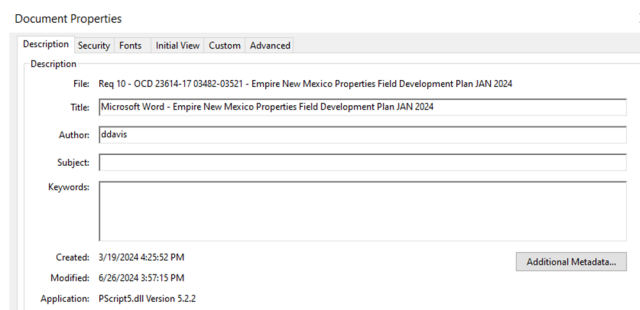 Document Properties
Description Security Fonts Initial View Custom Advanced
Description
File: Req 10 - OCD 23614-17 03482-03521 - Empire New Mexico Properties Field Development Plan JAN 2024
Title: Microsoft Word - Empire New Mexico Properties Field Development Plan JAN 2024
Author: ddavis
Subject:
Keywords:
Created: 3/19/2024 4:25:52 PM
Additional Metadata...
Modified: 6/26/2024 3:57:15 PM
Application: PScript5.dll Version 5.2.2